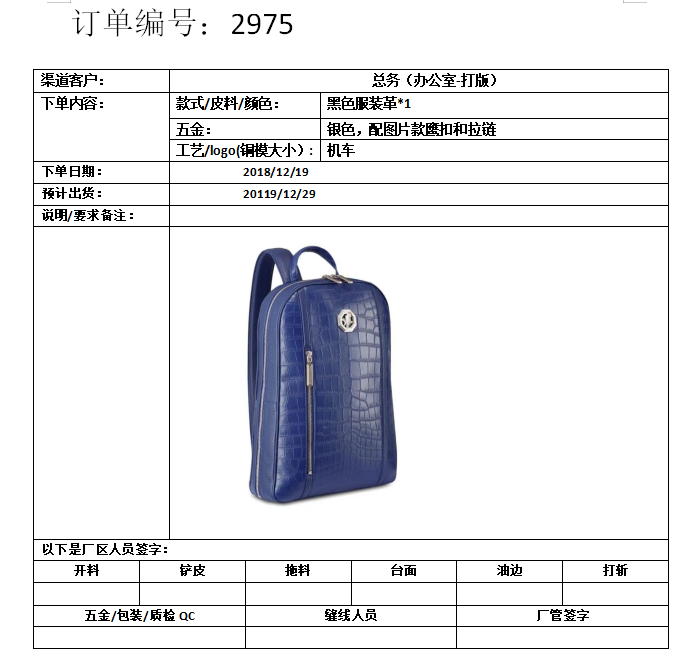 订单编号：2975
渠道客户： 总务（办公室-打版）
下单内容： 款式/皮料/颜色： 黑色服装革*1
五金： 银色，配图片款鹰扣和拉链
工艺/logo(铜模大小）： 机车
下单日期： 2018/12/19
预计出货： 20119/12/29
说明/要求备注：
以下是厂区人员签字：
开料 铲皮 拖料 台面 油边 打斩
五金/包装/质检 QC 缝线人员 厂管签字